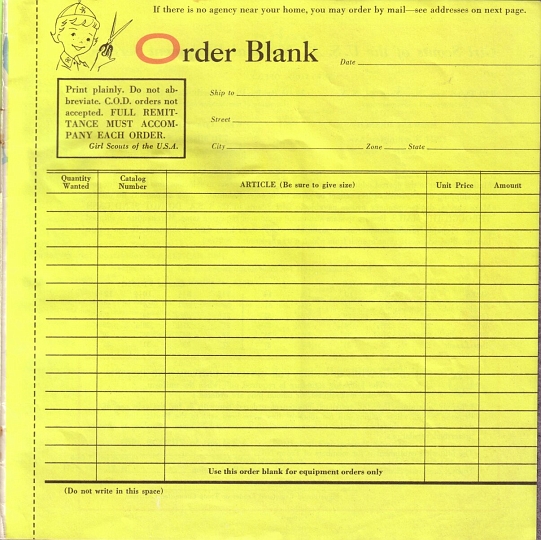 If there is no agency near your home, you may order by mail—see addresses on next page.
Order Blank
Date
Print plainly. Do not ab-
breviate. C.O.D. orders not
accepted. FULL REMIT-
TANCE MUST ACCOM-
PANY EACH ORDER.
Girl Scouts of the U.S.A.
Ship to
Street
City Zone State
Quantity Wanted
Catalog Number
ARTICLE (Be sure to give size)
Unit Price
Amount
Use this order blank for equipment orders only
(Do not write in this space)